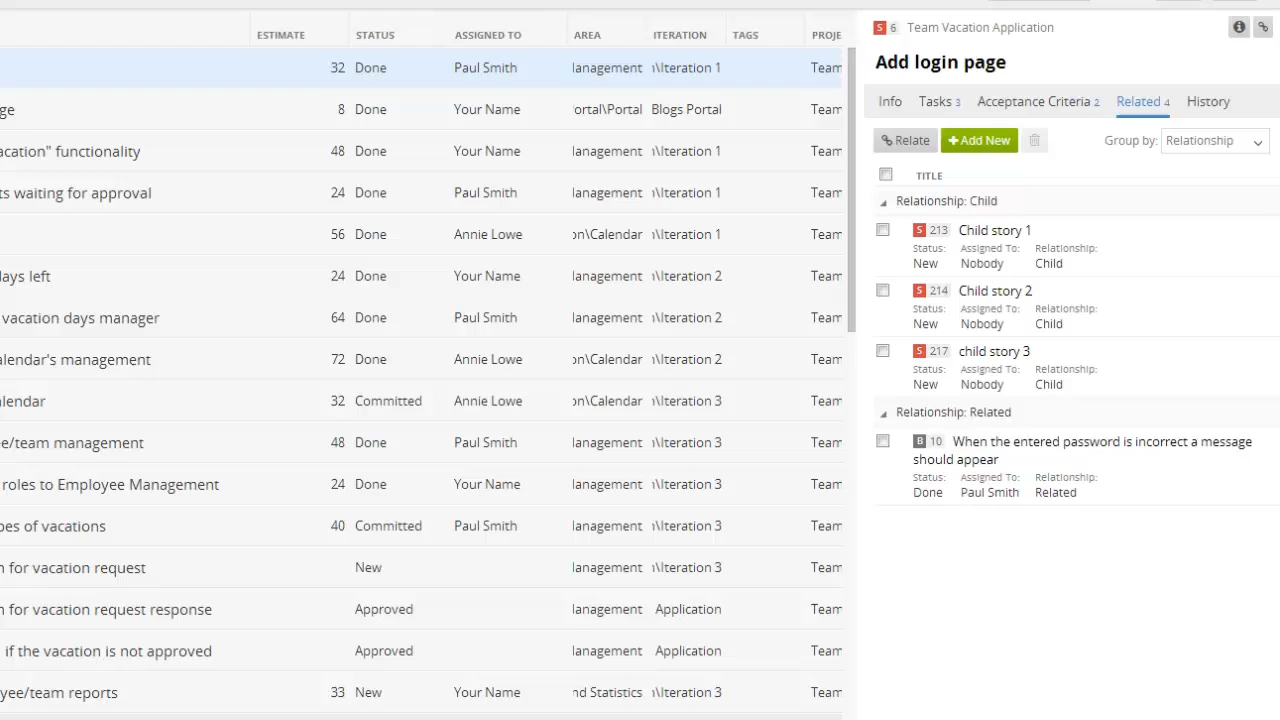 ESTIMATE STATUS ASSIGNED TO AREA ITERATION TAGS PROJE
32 Done Paul Smith lanagement \Iteration 1 Team
ge 8 Done Your Name ortal\Portal Blogs Portal Team
acation" functionality 48 Done Your Name lanagement \Iteration 1 Team
ts waiting for approval 24 Done Paul Smith lanagement \Iteration 1 Team
56 Done Annie Lowe on\Calendar \Iteration 1 Team
lays left 24 Done Your Name lanagement \Iteration 2 Team
vacation days manager 64 Done Paul Smith lanagement \Iteration 2 Team
alendar's management 72 Done Annie Lowe on\Calendar \Iteration 2 Team
alendar 32 Committed Annie Lowe on\Calendar \Iteration 3 Team
ee/team management 48 Done Paul Smith lanagement \Iteration 3 Team
roles to Employee Management 24 Done Your Name lanagement \Iteration 3 Team
pes of vacations 40 Committed Paul Smith lanagement \Iteration 3 Team
n for vacation request New lanagement \Iteration 3 Team
n for vacation request response Approved lanagement Application Team
if the vacation is not approved Approved lanagement Application Team
yee/team reports 33 New Your Name nd Statistics \Iteration 3 Team
S 6 Team Vacation Application
Add login page
Info Tasks 3 Acceptance Criteria 2 Related 4 History
Relate Add New Group by: Relationship
TITLE
Relationship: Child
S 213 Child story 1
Status: Assigned To: Relationship:
New Nobody Child
S 214 Child story 2
Status: Assigned To: Relationship:
New Nobody Child
S 217 child story 3
Status: Assigned To: Relationship:
New Nobody Child
Relationship: Related
B 10 When the entered password is incorrect a message
should appear
Status: Assigned To: Relationship:
Done Paul Smith Related